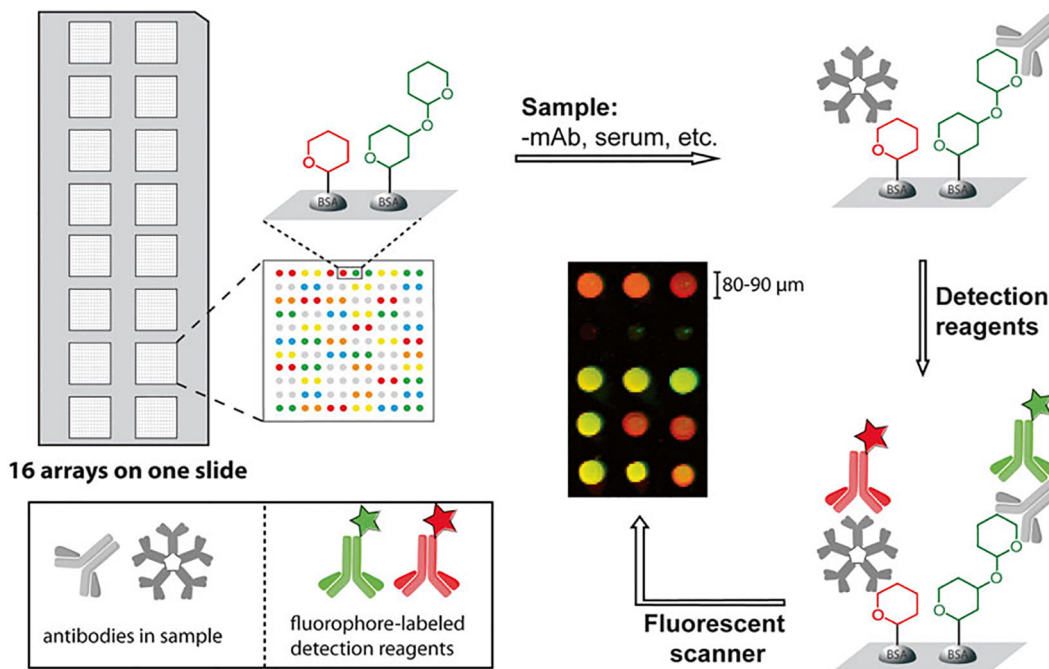 BSA
BSA
O
O
O
O
Sample:
-mAb, serum, etc.
O
O
O
O
BSA
BSA
16 arrays on one slide
80-90 μm
Detection
reagents
antibodies in sample
fluorophore-labeled
detection reagents
Fluorescent
scanner
O
O
O
O
BSA
BSA